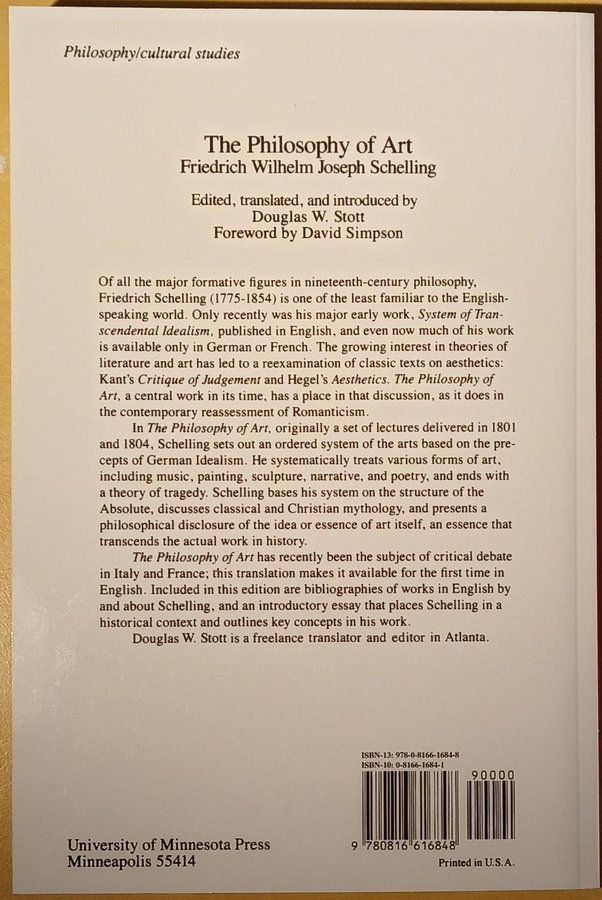 Philosophy/cultural studies
The Philosophy of Art
Friedrich Wilhelm Joseph Schelling
Edited, translated, and introduced by
Douglas W. Stott
Foreword by David Simpson
Of all the major formative figures in nineteenth-century philosophy,
Friedrich Schelling (1775-1854) is one of the least familiar to the English-
speaking world. Only recently was his major early work, System of Tran-
scendental Idealism, published in English, and even now much of his work
is available only in German or French. The growing interest in theories of
literature and art has led to a reexamination of classic texts on aesthetics:
Kant's Critique of Judgement and Hegel's Aesthetics. The Philosophy of
Art, a central work in its time, has a place in that discussion, as it does in
the contemporary reassessment of Romanticism.
In The Philosophy of Art, originally a set of lectures delivered in 1801
and 1804, Schelling sets out an ordered system of the arts based on the pre-
cepts of German Idealism. He systematically treats various forms of art,
including music, painting, sculpture, narrative, and poetry, and ends with
a theory of tragedy. Schelling bases his system on the structure of the
Absolute, discusses classical and Christian mythology, and presents a
philosophical disclosure of the idea or essence of art itself, an essence that
transcends the actual work in history.
The Philosophy of Art has recently been the subject of critical debate
in Italy and France; this translation makes it available for the first time in
English. Included in this edition are bibliographies of works in English by
and about Schelling, and an introductory essay that places Schelling in a
historical context and outlines key concepts in his work.
Douglas W. Stott is a freelance translator and editor in Atlanta.
ISBN-13: 978-0-8166-1684-8
ISBN-10: 0-8166-1684-1
90000
9 780816 616848
University of Minnesota Press
Minneapolis 55414
Printed in U.S.A.